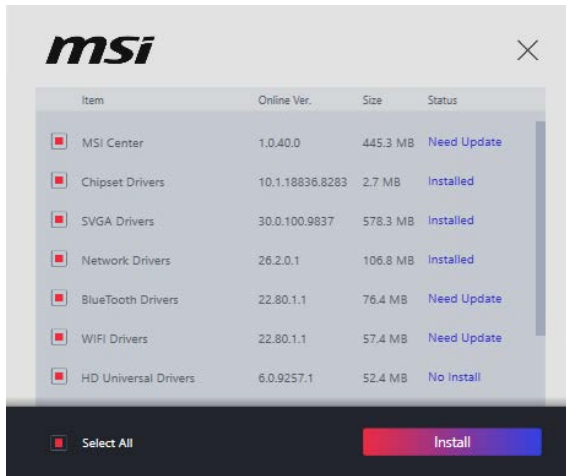 msi
Item Online Ver. Size Status
MSI Center 1.0.40.0 445.3 MB Need Update
Chipset Drivers 10.1.18836.8283 2.7 MB Installed
SVGA Drivers 30.0.100.9837 578.3 MB Installed
Network Drivers 26.2.0.1 106.8 MB Installed
BlueTooth Drivers 22.80.1.1 76.4 MB Need Update
WIFI Drivers 22.80.1.1 57.4 MB Need Update
HD Universal Drivers 6.0.9257.1 52.4 MB No Install
Select All Install